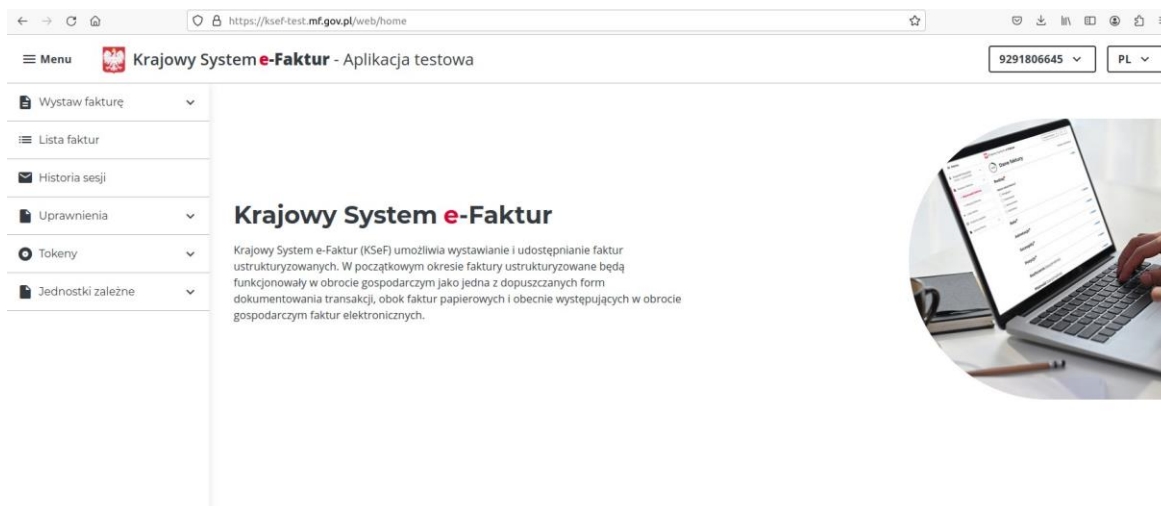 https://ksef-test.mf.gov.pl/web/home
Menu
Krajowy System e-Faktur - Aplikacja testowa
9291806645
PL
Wystaw fakturę
Lista faktur
Historia sesji
Uprawnienia
Tokeny
Jednostki zależne
Krajowy System e-Faktur
Krajowy System e-Faktur (KSeF) umożliwia wystawianie i udostępnianie faktur
ustrukturyzowanych. W początkowym okresie faktury ustrukturyzowane będą
funkcjonowały w obrocie gospodarczym jako jedna z dopuszczanych form
dokumentowania transakcji, obok faktur papierowych i obecnie występujących w obrocie
gospodarczym faktur elektronicznych.
Dane faktury